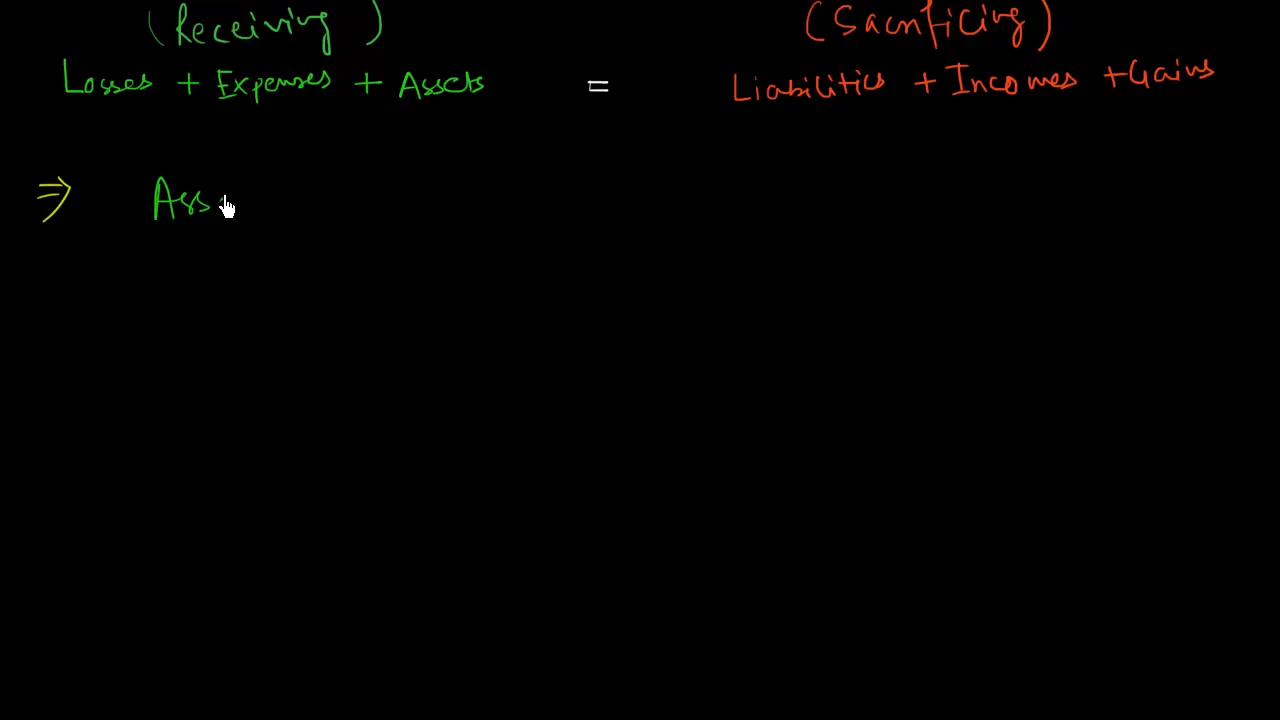 (Receiving) (Sacrificing)
Losses + Expenses + Assets = Liabilities + Incomes + Gains
⇒ Ass